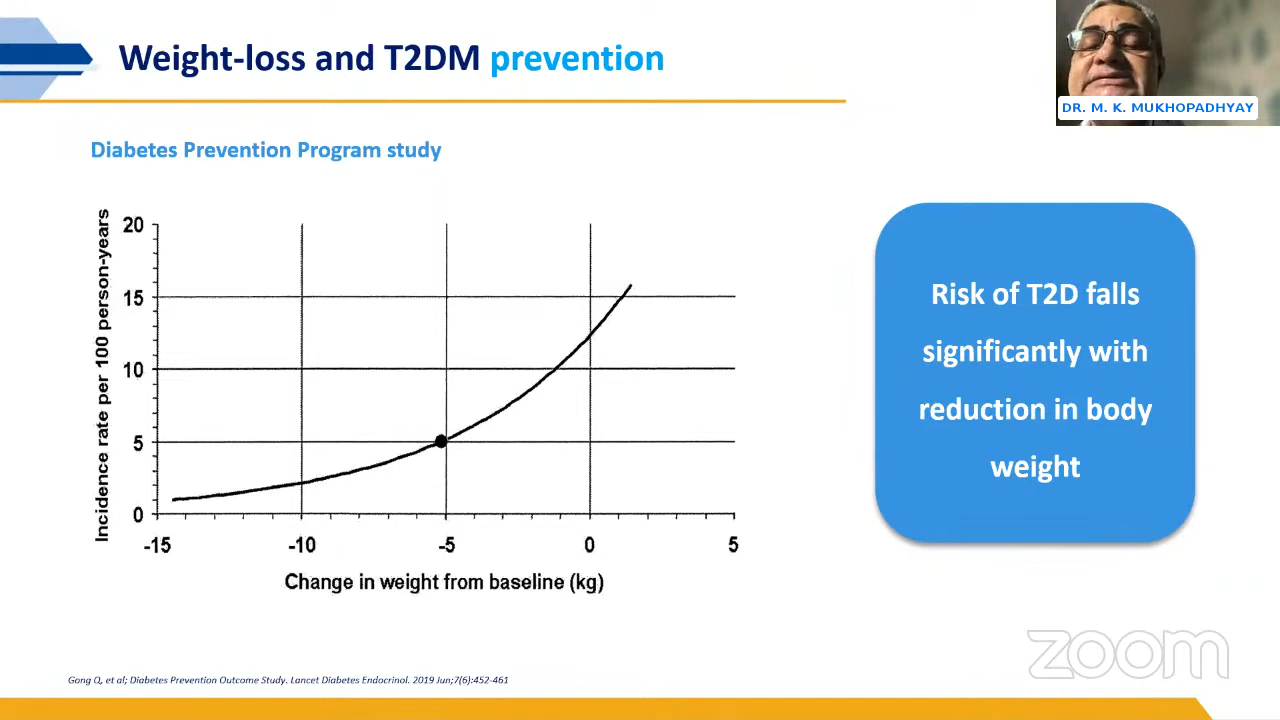 Weight-loss and T2DM prevention
DR. M. K. MUKHOPADHYAY
Diabetes Prevention Program study
Incidence rate per 100 person-years
20
15
10
5
0
-15 -10 -5 0 5
Change in weight from baseline (kg)
Risk of T2D falls
significantly with
reduction in body
weight
zoom
Gong Q, et al; Diabetes Prevention Outcome Study. Lancet Diabetes Endocrinol. 2019 Jun;7(6):452-461